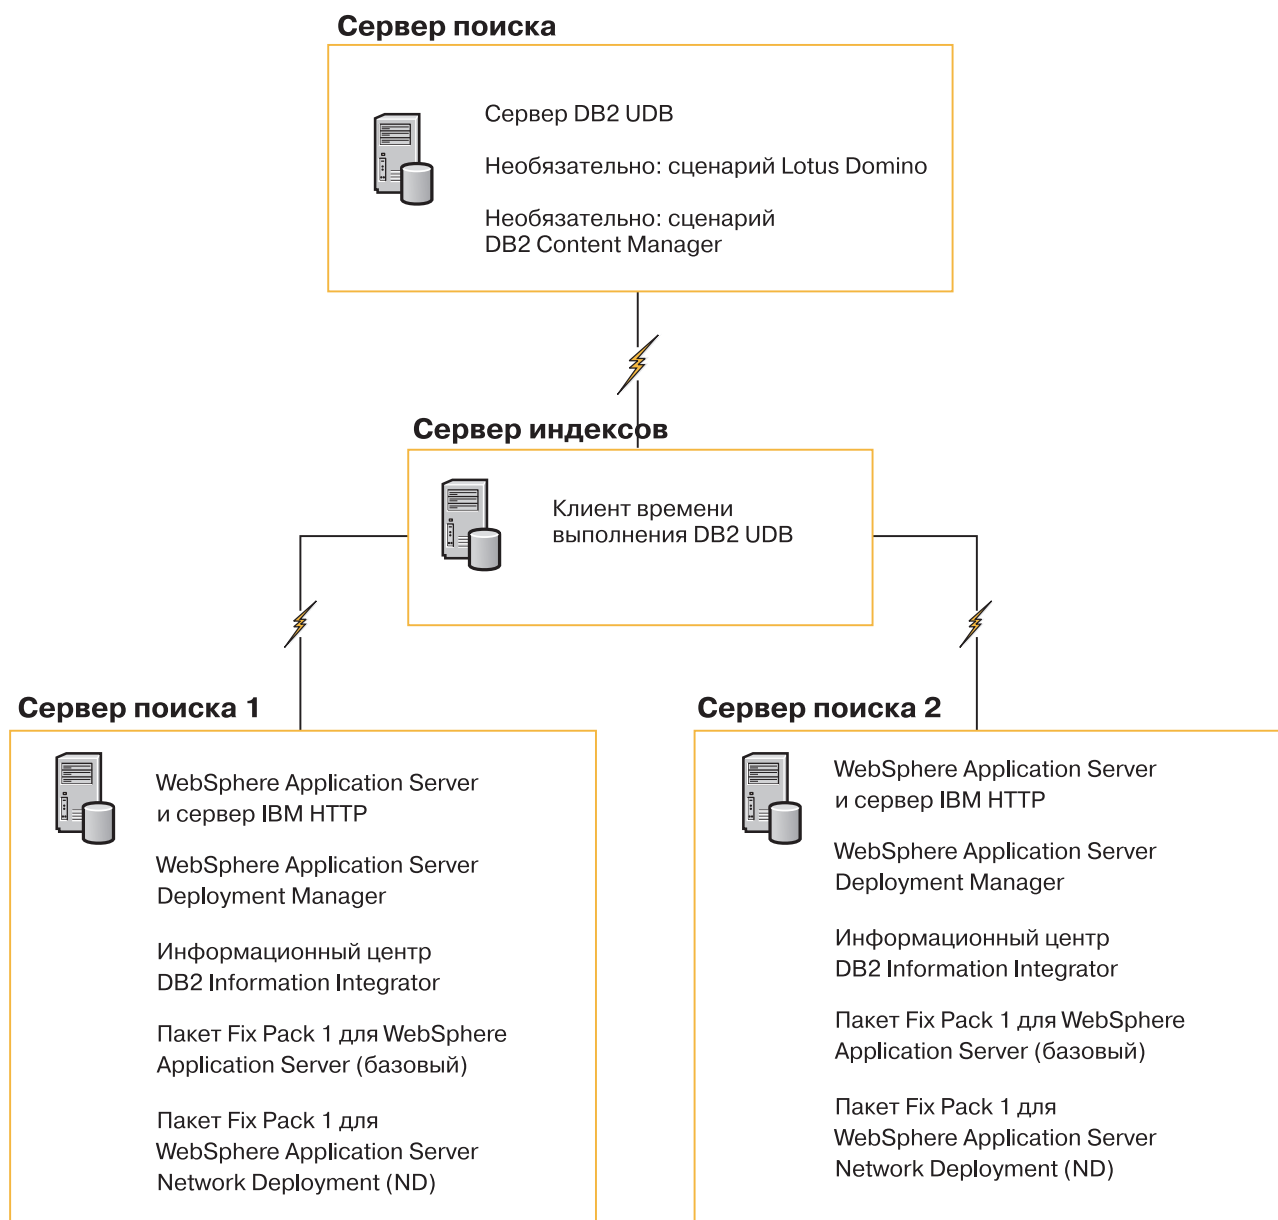 Сервер поиска
Сервер DB2 UDB
Необязательно: сценарий Lotus Domino
Необязательно: сценарий
DB2 Content Manager
Сервер индексов
Клиент времени
выполнения DB2 UDB
Сервер поиска 1
WebSphere Application Server
и сервер IBM HTTP
WebSphere Application Server
Deployment Manager
Информационный центр
DB2 Information Integrator
Пакет Fix Pack 1 для WebSphere
Application Server (базовый)
Пакет Fix Pack 1 для
WebSphere Application Server
Network Deployment (ND)
Сервер поиска 2
WebSphere Application Server
и сервер IBM HTTP
WebSphere Application Server
Deployment Manager
Информационный центр
DB2 Information Integrator
Пакет Fix Pack 1 для WebSphere
Application Server (базовый)
Пакет Fix Pack 1 для
WebSphere Application Server
Network Deployment (ND)